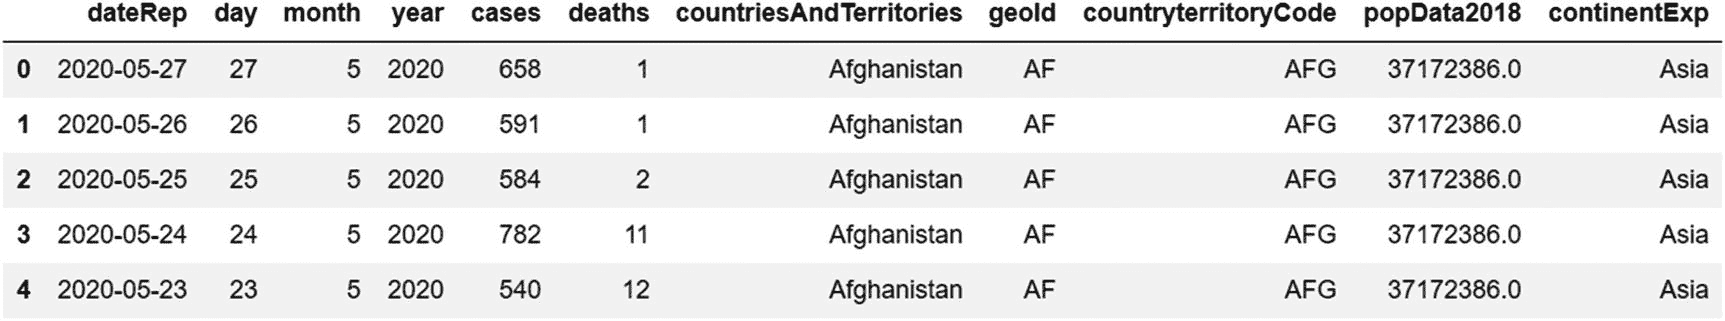 dateRep day month year cases deaths countriesAndTerritories geoId countryterritoryCode popData2018 continentExp
0 2020-05-27 27 5 2020 658 1 Afghanistan AF AFG 37172386.0 Asia
1 2020-05-26 26 5 2020 591 1 Afghanistan AF AFG 37172386.0 Asia
2 2020-05-25 25 5 2020 584 2 Afghanistan AF AFG 37172386.0 Asia
3 2020-05-24 24 5 2020 782 11 Afghanistan AF AFG 37172386.0 Asia
4 2020-05-23 23 5 2020 540 12 Afghanistan AF AFG 37172386.0 Asia